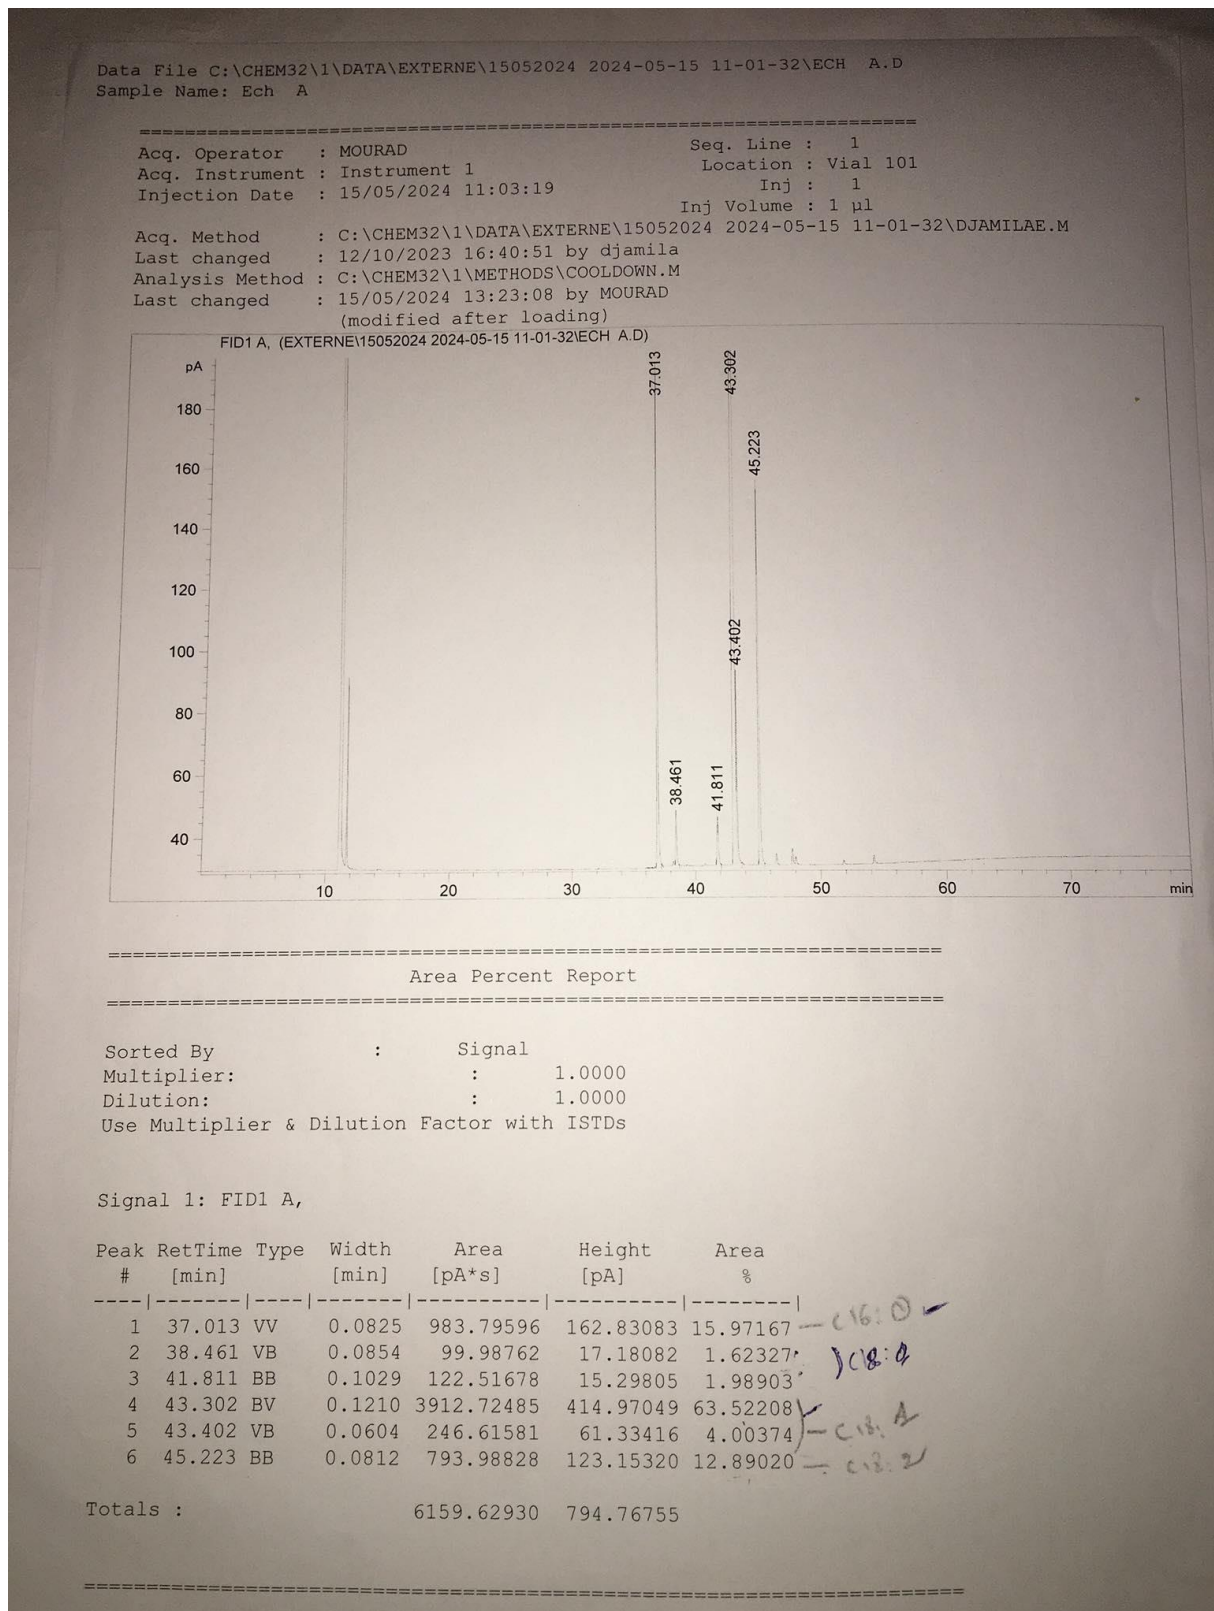 Data File C:\CHEM32\1\DATA\EXTERNE\15052024 2024-05-15 11-01-32\ECH  A.D
Sample Name: Ech  A
=====================================================================
Acq. Operator   : MOURAD                         Seq. Line :   1
Acq. Instrument : Instrument 1                    Location : Vial 101
Injection Date  : 15/05/2024 11:03:19                  Inj :   1
Inj Volume : 1 µl
Acq. Method     : C:\CHEM32\1\DATA\EXTERNE\15052024 2024-05-15 11-01-32\DJAMILAE.M
Last changed    : 12/10/2023 16:40:51 by djamila
Analysis Method : C:\CHEM32\1\METHODS\COOLDOWN.M
Last changed    : 15/05/2024 13:23:08 by MOURAD
(modified after loading)
FID1 A, (EXTERNE\15052024 2024-05-15 11-01-32\ECH A.D)
pA
180
160
140
120
100
80
60
40
37.013
38.461
41.811
43.302
43.402
45.223
10 20 30 40 50 60 70 min
=====================================================================
Area Percent Report
=====================================================================
Sorted By             :      Signal
Multiplier:                  :      1.0000
Dilution:                    :      1.0000
Use Multiplier & Dilution Factor with ISTDs
Signal 1: FID1 A,
Peak RetTime Type  Width     Area      Height     Area
#   [min]        [min]   [pA*s]     [pA]        %
----|-------|----|-------|----------|----------|--------|
1  37.013 VV    0.0825  983.79596  162.83083 15.97167 — C16:0
2  38.461 VB    0.0854   99.98762   17.18082  1.62327
3  41.811 BB    0.1029  122.51678   15.29805  1.98903
4  43.302 BV    0.1210 3912.72485  414.97049 63.52208
5  43.402 VB    0.0604  246.61581   61.33416  4.00374 — C18:1
6  45.223 BB    0.0812  793.98828  123.15320 12.89020 — C18:2
Totals :                  6159.62930  794.76755
=====================================================================